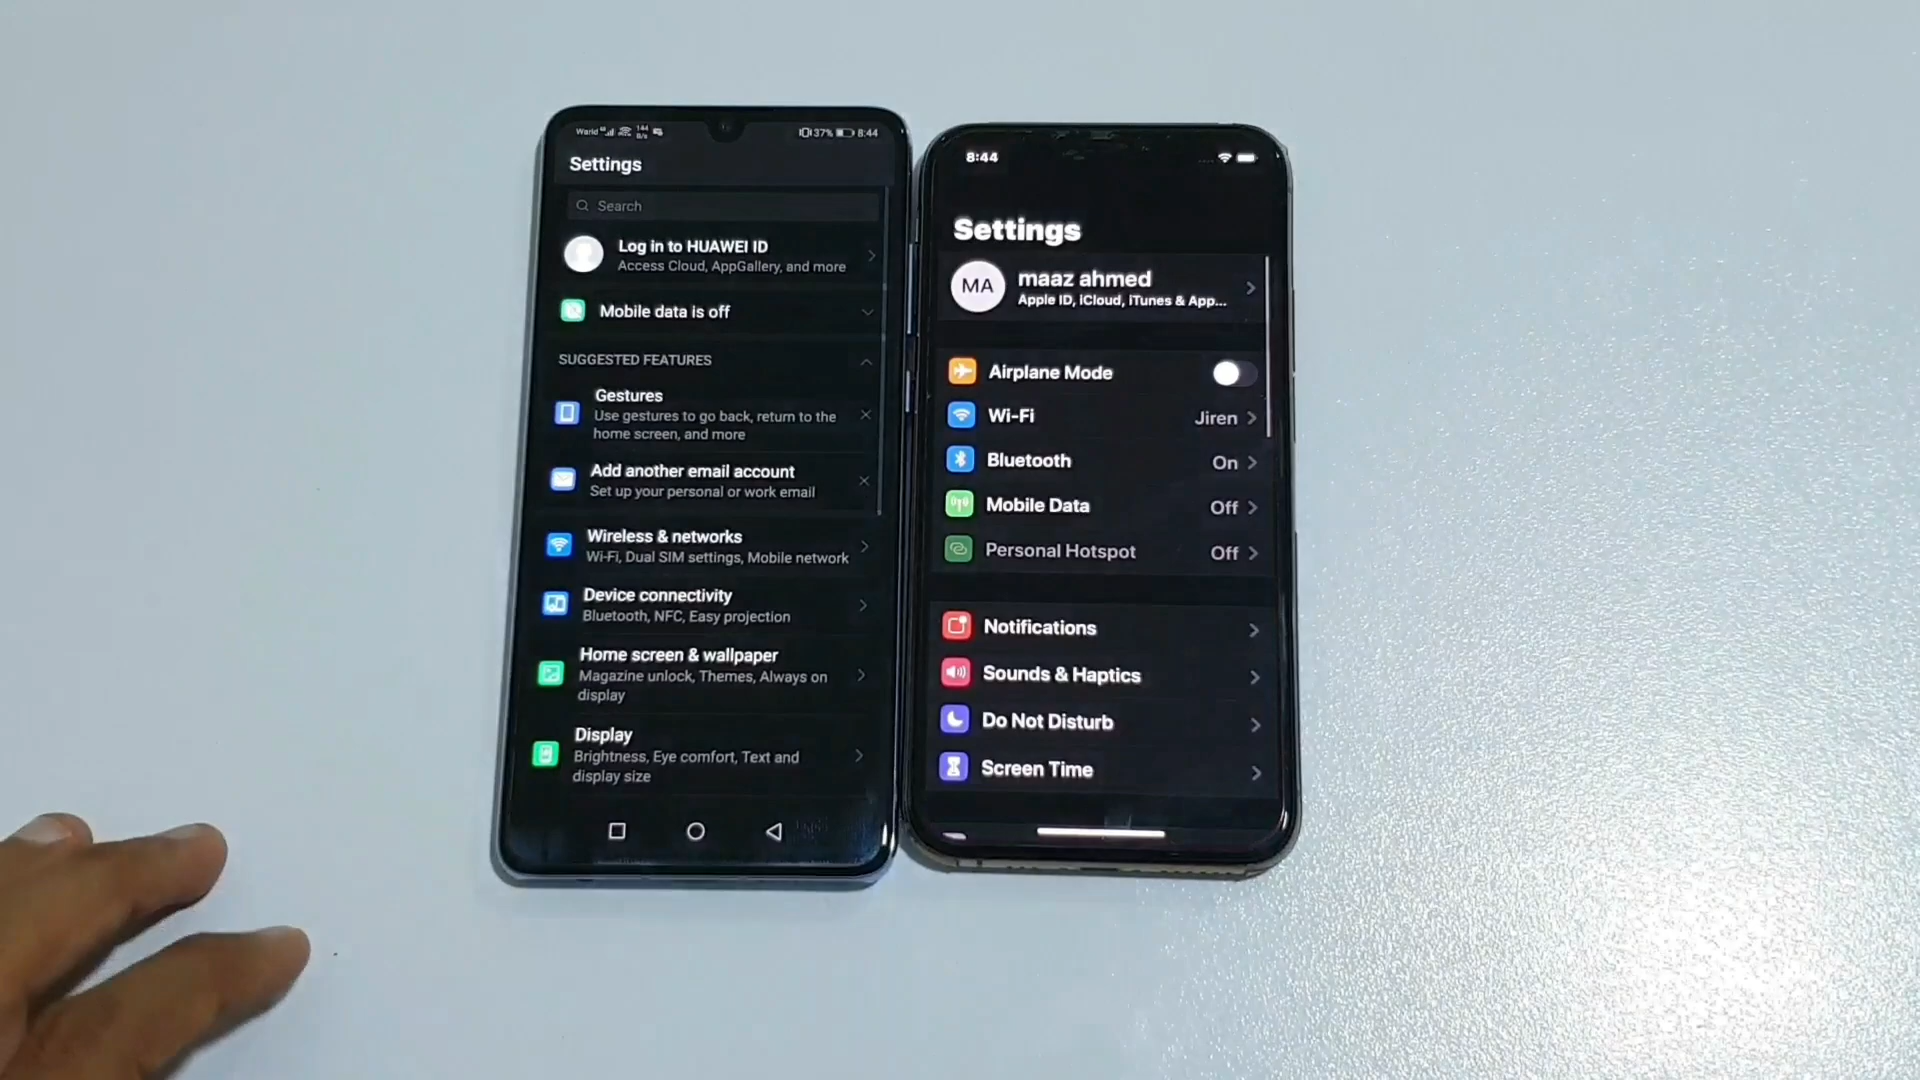 Warid 144 B/s 37% 8:44
Settings
Search
Log in to HUAWEI ID
Access Cloud, AppGallery, and more
Mobile data is off
SUGGESTED FEATURES
Gestures
Use gestures to go back, return to the
home screen, and more
Add another email account
Set up your personal or work email
Wireless & networks
Wi-Fi, Dual SIM settings, Mobile network
Device connectivity
Bluetooth, NFC, Easy projection
Home screen & wallpaper
Magazine unlock, Themes, Always on
display
Display
Brightness, Eye comfort, Text and
display size
8:44
Settings
MA
maaz ahmed
Apple ID, iCloud, iTunes & App...
Airplane Mode
Wi-Fi Jiren
Bluetooth On
Mobile Data Off
Personal Hotspot Off
Notifications
Sounds & Haptics
Do Not Disturb
Screen Time